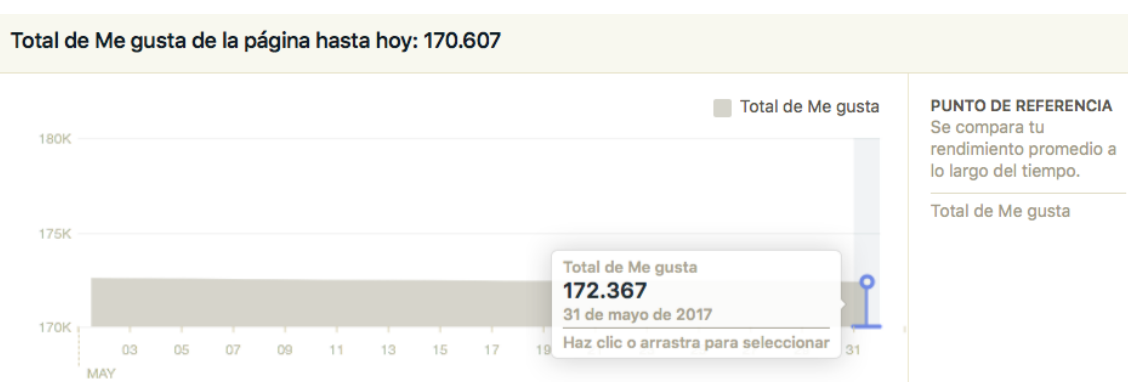 Total de Me gusta de la página hasta hoy: 170.607
Total de Me gusta
PUNTO DE REFERENCIA
Se compara tu
rendimiento promedio a
lo largo del tiempo.
Total de Me gusta
180K
175K
170K
Total de Me gusta
172.367
31 de mayo de 2017
Haz clic o arrastra para seleccionar
03 05 07 09 11 13 15 17 19 31
MAY